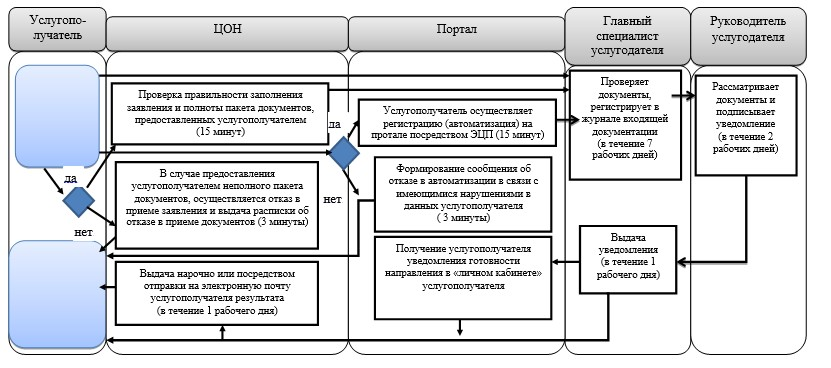 Услугопо-
лучатель
ЦОН
Портал
Главный
специалист
услугодателя
Руководитель
услугодателя
Проверка правильности заполнения
заявления и полноты пакета документов,
предоставленных услугополучателем
(15 минут)
да
Услугополучатель осуществляет
регистрацию (автоматизация) на
протале посредством ЭЦП (15 минут)
Проверяет
документы,
регистрирует в
журнале входящей
документации
(в течение 7
рабочих дней)
Рассматривает
документы и
подписывает
уведомление
(в течение 2
рабочих дней)
да
нет
В случае предоставления
услугополучателем неполного пакета
документов, осуществляется отказ в
приеме заявления и выдача расписки об
отказе в приеме документов (3 минуты)
нет
Формирование сообщения об
отказе в автоматизации в связи с
имеющимися нарушениями в
данных услугополучателя
( 3 минуты)
Получение услугополучателя
уведомления готовности
направления в «личном кабинете»
услугополучателя
Выдача
уведомления
(в течение 1
рабочего дня)
Выдача нарочно или посредством
отправки на электронную почту
услугополучателя результата
(в течение 1 рабочего дня)